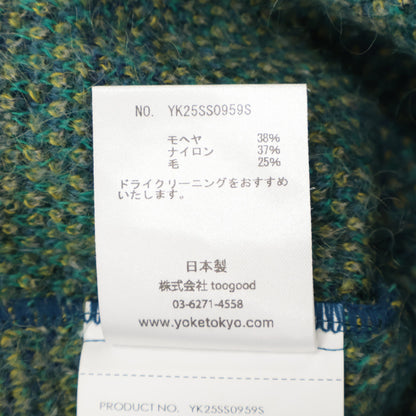 NO. YK25SS0959S
モヘヤ 38%
ナイロン 37%
毛 25%
ドライクリーニングをおすすめ
いたします。
日本製
株式会社 toogood
03-6271-4558
www.yoketokyo.com
PRODUCT NO. YK25SS0959S